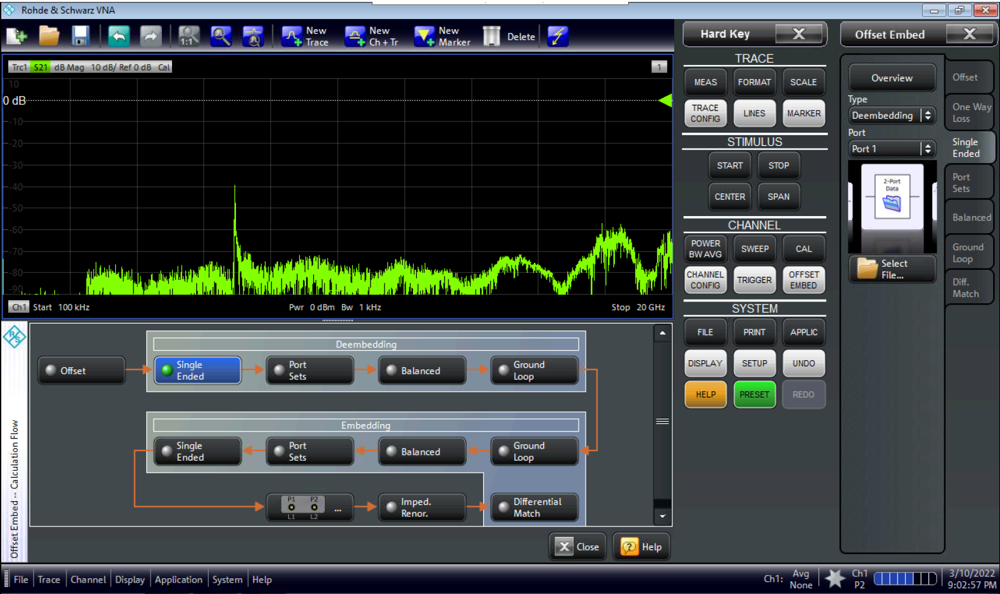 Rohde & Schwarz VNA
1:1
New Trace
New Ch + Tr
New Marker
Delete
Trc1 S21 dB Mag 10 dB/ Ref 0 dB Cal
1
10
0 dB
-10
-20
-30
-40
-50
-60
-70
-80
-90
Ch1 Start 100 kHz
Pwr 0 dBm Bw 1 kHz
Stop 20 GHz
Offset Embed -- Calculation Flow
R/S
Deembedding
Offset
Single Ended
Port Sets
Balanced
Ground Loop
Embedding
Single Ended
Port Sets
Balanced
Ground Loop
P1 P2
L1 L2
...
Imped. Renor.
Differential Match
Close
Help
Hard Key X
TRACE
MEAS FORMAT SCALE
TRACE CONFIG
LINES
MARKER
STIMULUS
START STOP
CENTER SPAN
CHANNEL
POWER BW AVG
SWEEP
CAL
CHANNEL CONFIG
TRIGGER
OFFSET EMBED
SYSTEM
FILE PRINT APPLIC
DISPLAY SETUP UNDO
HELP PRESET REDO
Offset Embed X
Overview
Type
Deembedding
Port
Port 1
2-Port
Data
Select
File...
Offset
One Way
Loss
Single
Ended
Port
Sets
Balanced
Ground
Loop
Diff.
Match
File Trace Channel Display Application System Help
Ch1: Avg None
Ch1 P2
3/10/2022
9:02:57 PM